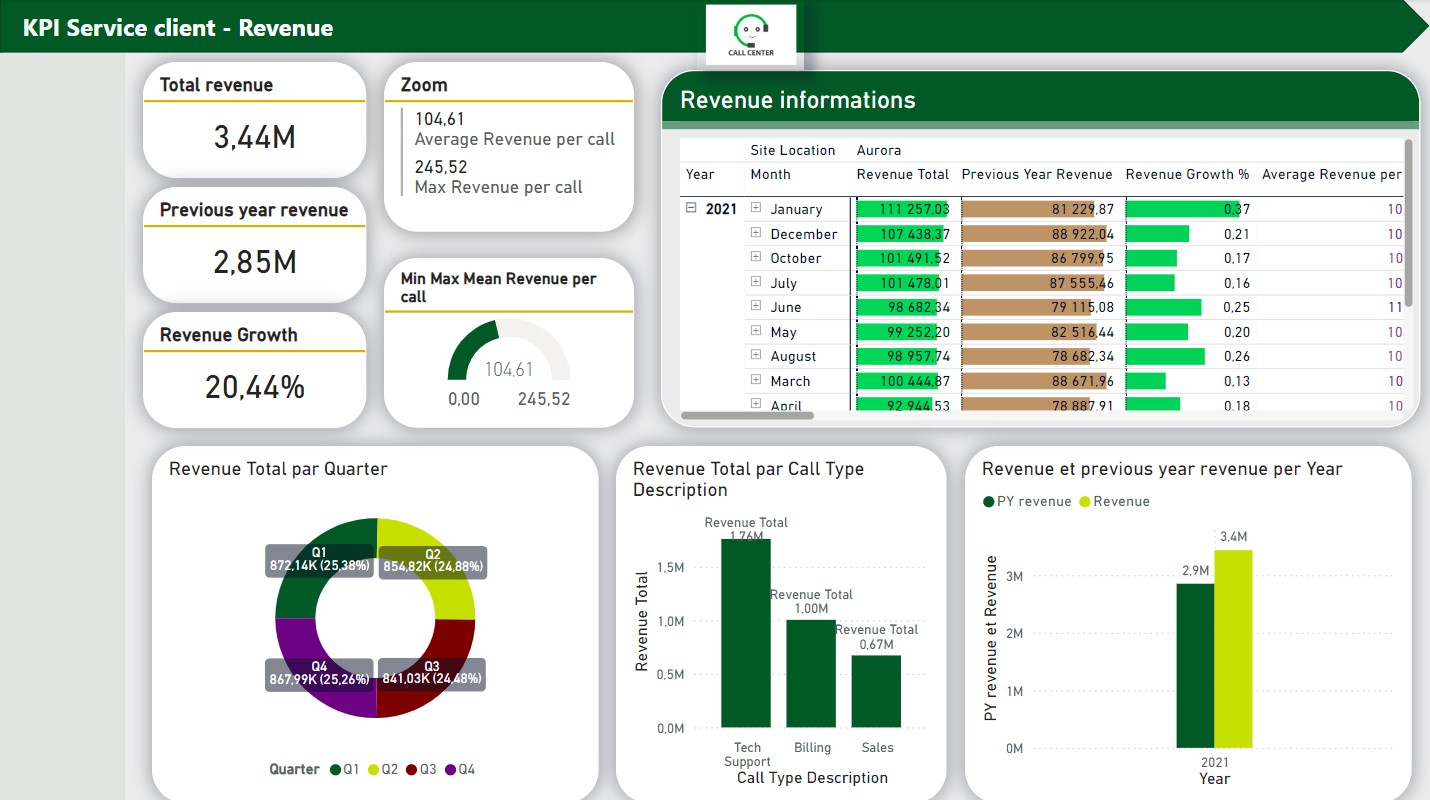 KPI Service client - Revenue
CALL CENTER
Total revenue
3,44M
Previous year revenue
2,85M
Revenue Growth
20,44%
Zoom
104,61
Average Revenue per call
245,52
Max Revenue per call
Min Max Mean Revenue per
call
104,61
0,00 245,52
Revenue informations
Site Location Aurora
Year Month Revenue Total Previous Year Revenue Revenue Growth % Average Revenue per
2021 January 111 257,03 81 229,87 0,37 10
December 107 438,37 88 922,04 0,21 10
October 101 491,52 86 799,95 0,17 10
July 101 478,01 87 555,46 0,16 10
June 98 682,34 79 115,08 0,25 11
May 99 252,20 82 516,44 0,20 10
August 98 957,74 78 682,34 0,26 10
March 100 444,87 88 671,96 0,13 10
April 92 944,53 78 887,91 0,18 10
Revenue Total par Quarter
Q1
872,14K (25,38%)
Q2
854,82K (24,88%)
Q4
867,99K (25,26%)
Q3
841,03K (24,48%)
Quarter Q1 Q2 Q3 Q4
Revenue Total par Call Type
Description
Revenue Total
1,76M
Revenue Total
1,00M
Revenue Total
0,67M
Revenue Total
1,5M
1,0M
0,5M
0,0M
Tech
Support
Billing
Sales
Call Type Description
Revenue et previous year revenue per Year
PY revenue Revenue
3,4M
2,9M
PY revenue et Revenue
3M
2M
1M
0M
2021
Year